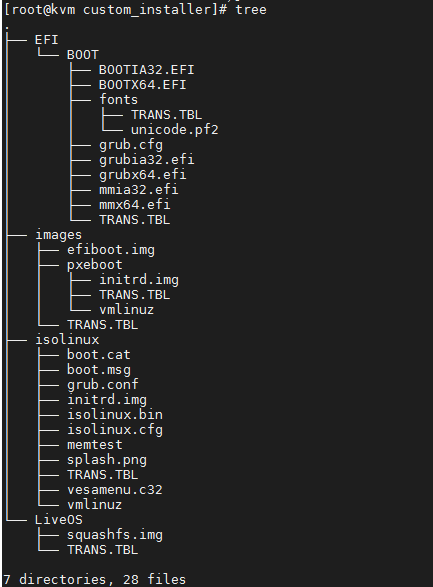 [root@kvm custom_installer]# tree
.
├── EFI
│   └── BOOT
│       ├── BOOTIA32.EFI
│       ├── BOOTX64.EFI
│       ├── fonts
│       │   ├── TRANS.TBL
│       │   └── unicode.pf2
│       ├── grub.cfg
│       ├── grubia32.efi
│       ├── grubx64.efi
│       ├── mmia32.efi
│       ├── mmx64.efi
│       └── TRANS.TBL
├── images
│   ├── efiboot.img
│   ├── pxeboot
│   │   ├── initrd.img
│   │   ├── TRANS.TBL
│   │   └── vmlinuz
│   └── TRANS.TBL
├── isolinux
│   ├── boot.cat
│   ├── boot.msg
│   ├── grub.conf
│   ├── initrd.img
│   ├── isolinux.bin
│   ├── isolinux.cfg
│   ├── memtest
│   ├── splash.png
│   ├── TRANS.TBL
│   ├── vesamenu.c32
│   └── vmlinuz
└── LiveOS
    ├── squashfs.img
    └── TRANS.TBL

7 directories, 28 files